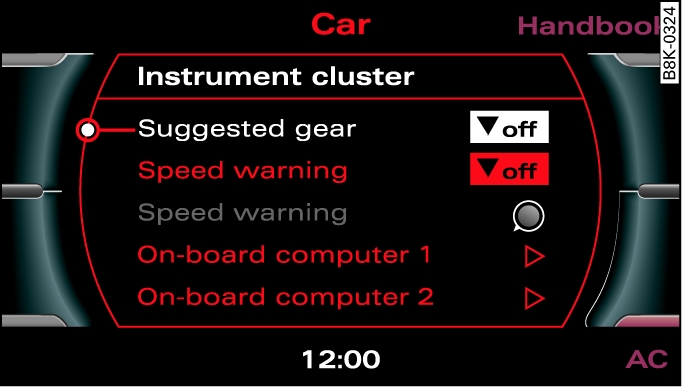 Car
Handbook
B8K-0324
Instrument cluster
Suggested gear
off
Speed warning
off
Speed warning
On-board computer 1
On-board computer 2
12:00
AC